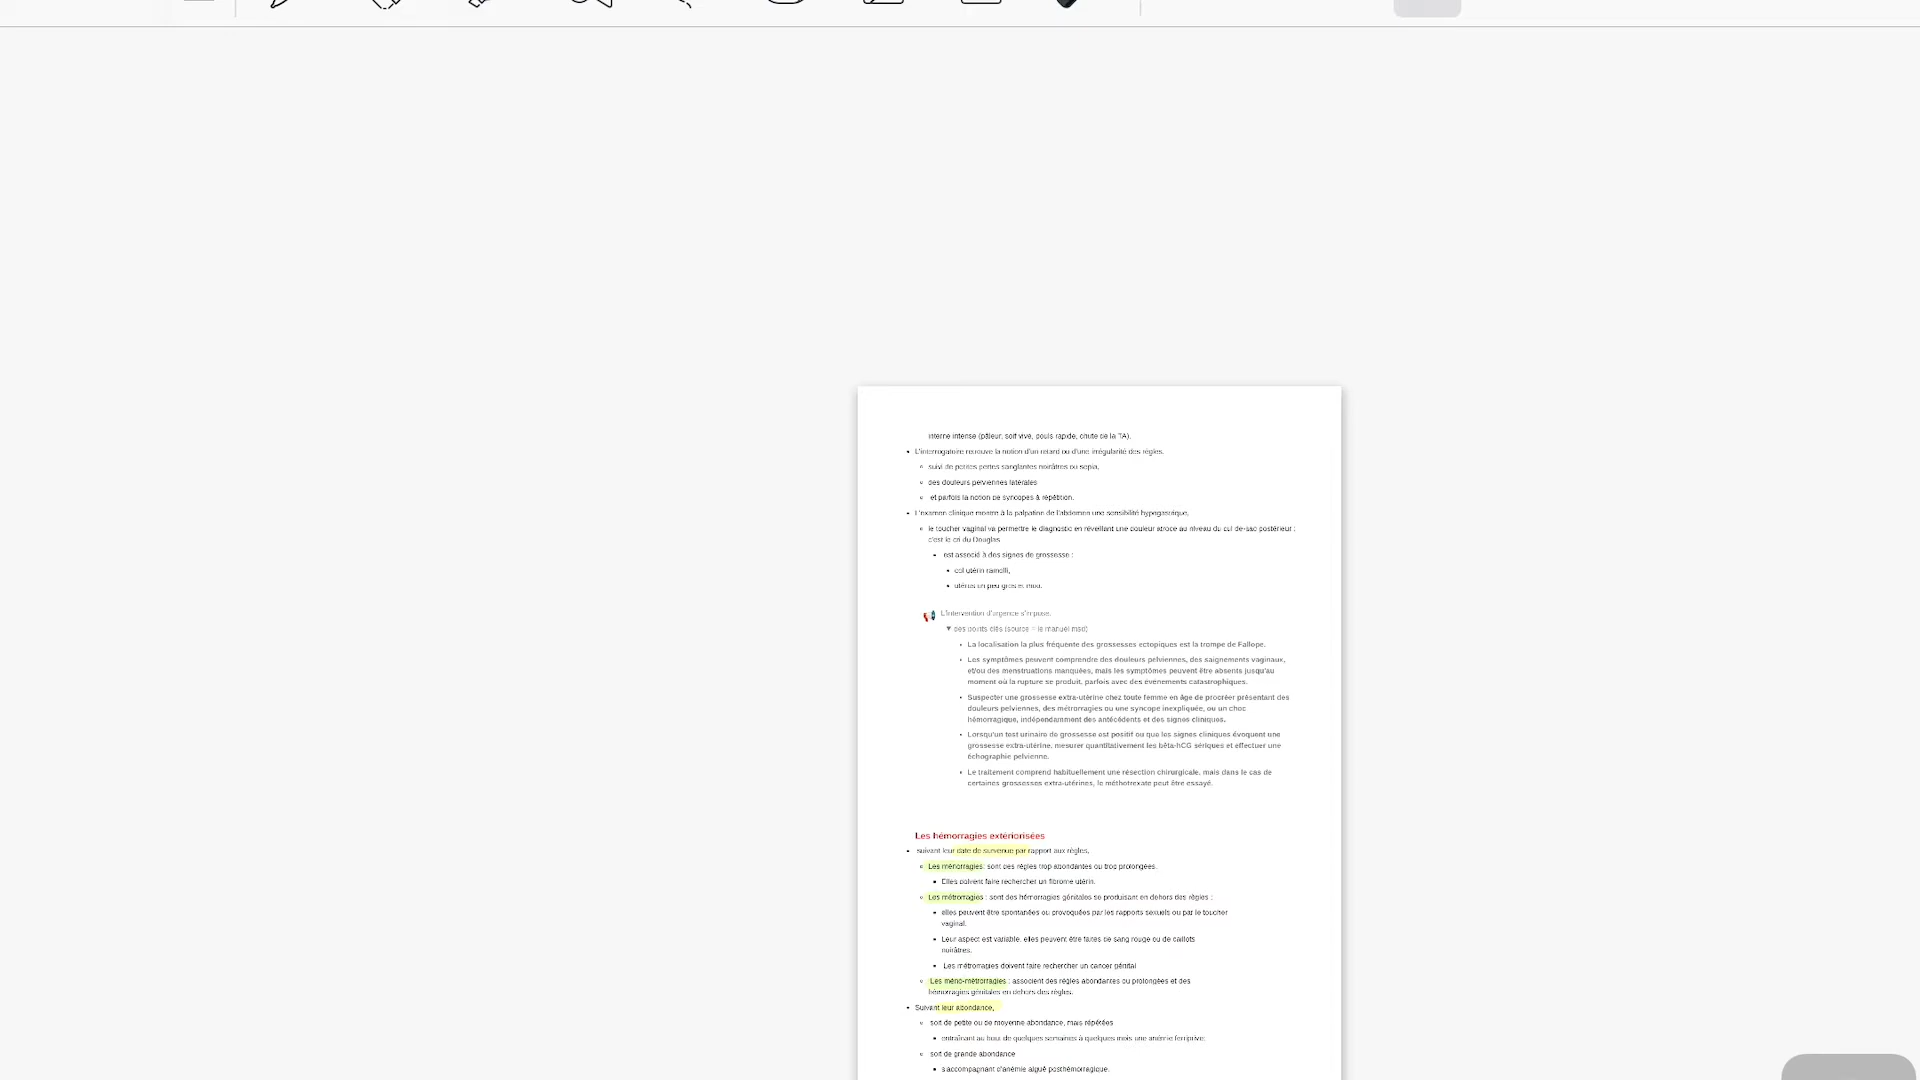 interne intense (pâleur, soif vive, pouls rapide, chute de la TA).
• L'interrogatoire retrouve la notion d'un retard ou d'une irrégularité des règles,
◦ suivi de petites pertes sanglantes noirâtres ou sepia,
◦ des douleurs pelviennes latérales
◦ et parfois la notion de syncopes à répétition.
• L'examen clinique montre à la palpation de l'abdomen une sensibilité hypogastrique,
◦ le toucher vaginal va permettre le diagnostic en réveillant une douleur atroce au niveau du cul de-sac postérieur :
c'est le cri du Douglas
▪ est associé à des signes de grossesse :
• col utérin ramolli,
• utérus un peu gros et mou.
L'intervention d'urgence s'impose.
▼ des points clés (source = le manuel msd)
• La localisation la plus fréquente des grossesses ectopiques est la trompe de Fallope.
• Les symptômes peuvent comprendre des douleurs pelviennes, des saignements vaginaux,
et/ou des menstruations manquées, mais les symptômes peuvent être absents jusqu'au
moment où la rupture se produit, parfois avec des événements catastrophiques.
• Suspecter une grossesse extra-utérine chez toute femme en âge de procréer présentant des
douleurs pelviennes, des métrorragies ou une syncope inexpliquée, ou un choc
hémorragique, indépendamment des antécédents et des signes cliniques.
• Lorsqu'un test urinaire de grossesse est positif ou que les signes cliniques évoquent une
grossesse extra-utérine, mesurer quantitativement les bêta-hCG sériques et effectuer une
échographie pelvienne.
• Le traitement comprend habituellement une résection chirurgicale, mais dans le cas de
certaines grossesses extra-utérines, le méthotrexate peut être essayé.
Les hémorragies extériorisées
• suivant leur date de survenue par rapport aux règles,
◦ Les ménorragies: sont des règles trop abondantes ou trop prolongées.
▪ Elles doivent faire rechercher un fibrome utérin.
◦ Les métrorragies : sont des hémorragies génitales se produisant en dehors des règles :
▪ elles peuvent être spontanées ou provoquées par les rapports sexuels ou par le toucher
vaginal.
▪ Leur aspect est variable, elles peuvent être faites de sang rouge ou de caillots
noirâtres.
▪ Les métrorragies doivent faire rechercher un cancer génital
◦ Les méno-métrorragies : associent des règles abondantes ou prolongées et des
hémorragies génitales en dehors des règles.
• Suivant leur abondance,
◦ soit de petite ou de moyenne abondance, mais répétées
▪ entraînant au bout de quelques semaines à quelques mois une anémie ferriprive.
◦ soit de grande abondance
▪ s'accompagnant d'anémie aiguë posthémorragique.